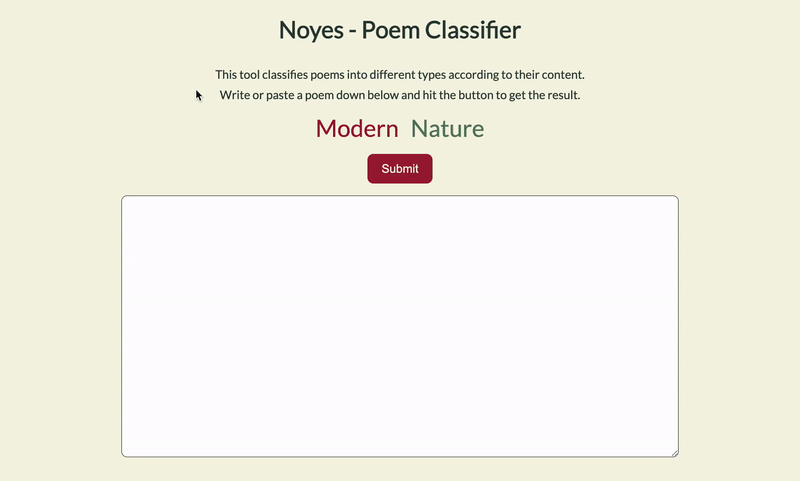 Noyes - Poem Classifier
This tool classifies poems into different types according to their content.
Write or paste a poem down below and hit the button to get the result.
Modern Nature
Submit